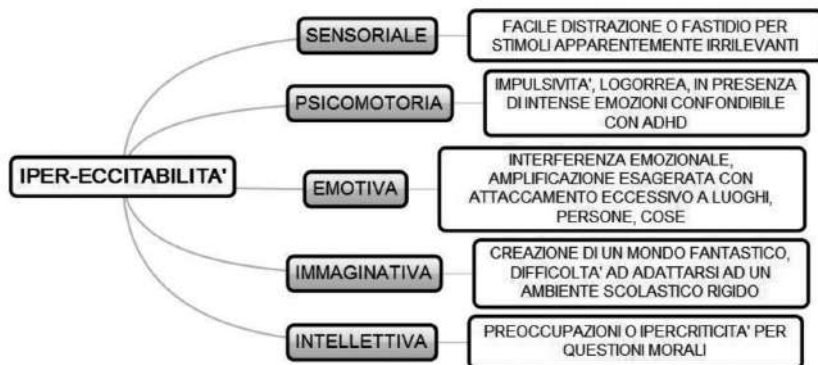 SENSORIALE
FACILE DISTRAZIONE O FASTIDIO PER
STIMOLI APPARENTEMENTE IRRILEVANTI
PSICOMOTORIA
IMPULSIVITA', LOGORREA, IN PRESENZA
DI INTENSE EMOZIONI CONFONDIBILE
CON ADHD
IPER-ECCITABILITA'
EMOTIVA
INTERFERENZA EMOZIONALE,
AMPLIFICAZIONE ESAGERATA CON
ATTACCAMENTO ECCESSIVO A LUOGHI,
PERSONE, COSE
IMMAGINATIVA
CREAZIONE DI UN MONDO FANTASTICO,
DIFFICOLTA' AD ADATTARSI AD UN
AMBIENTE SCOLASTICO RIGIDO
INTELLETTIVA
PREOCCUPAZIONI O IPERCRITICITA' PER
QUESTIONI MORALI